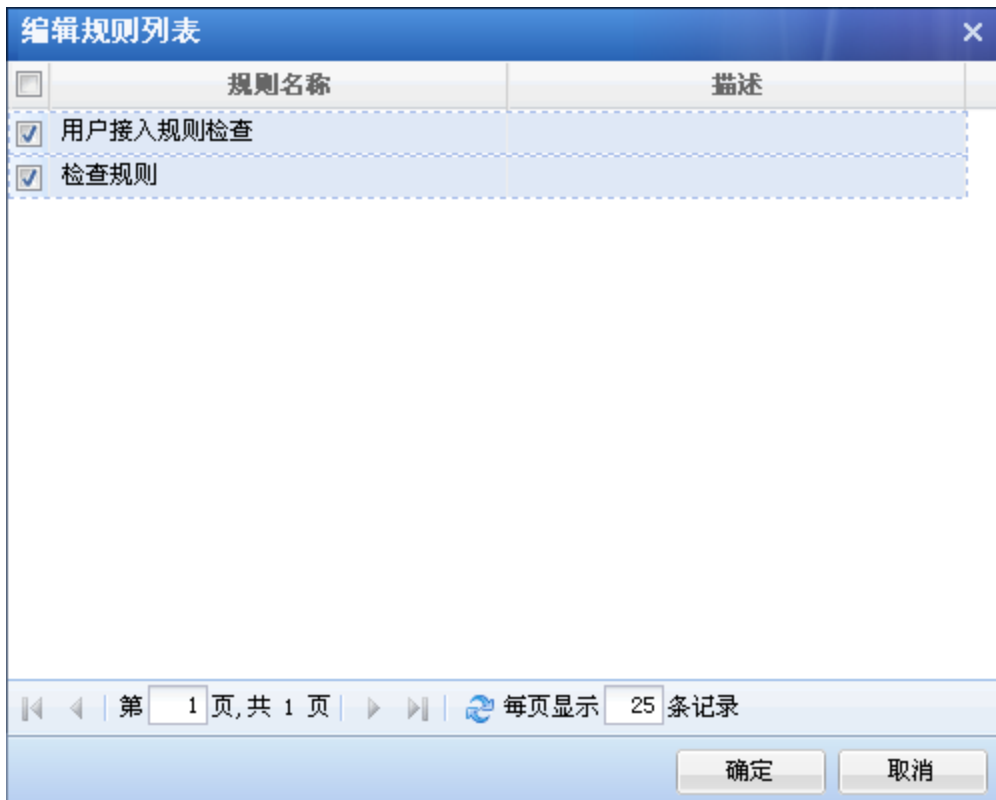 编辑规则列表
规则名称 描述
用户接入规则检查
检查规则
第 1 页,共 1 页 每页显示 25 条记录
确定 取消